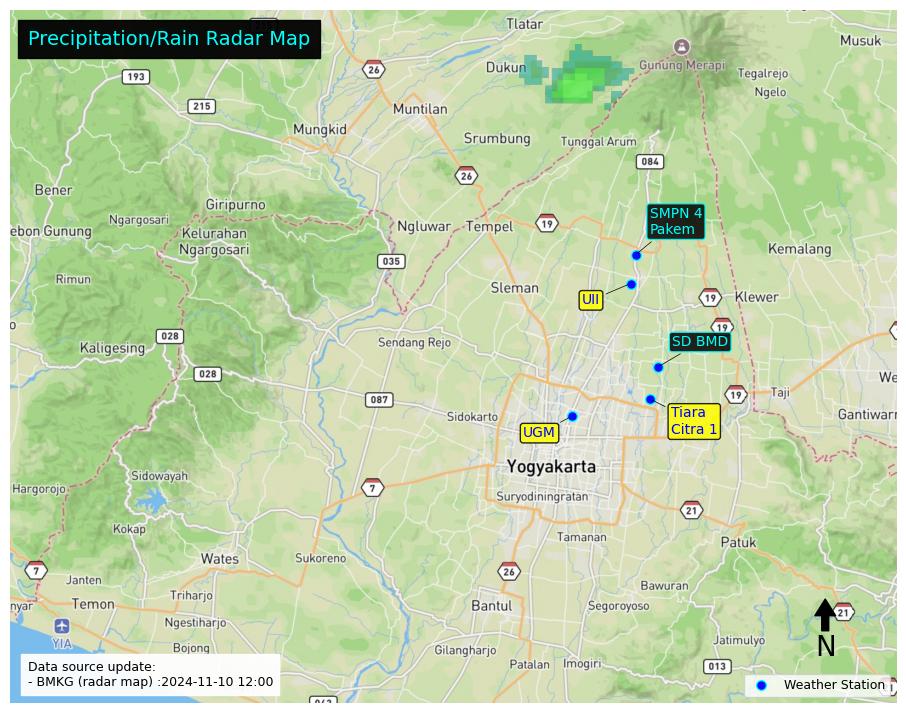 Precipitation/Rain Radar Map
Tlatar
Musuk
26
Dukun
Gunung Merapi
193
Tegalrejo
Ngelo
215
Muntilan
Mungkid
Srumbung
Tunggal Arum
084
26
Bener
Giripurno
SMPN 4
Pakem
Ngargosari
Ngluwar
Tempel
19
ebon Gunung
Kelurahan
Ngargosari
Kemalang
035
Rimun
Sleman
UII
19
Klewer
19
028
Kaligesing
Sendang Rejo
SD BMD
028
We
087
19
Taji
Sidokarto
Tiara
Citra 1
Gantiwarr
UGM
Yogyakarta
Sidowayah
Hargorojo
7
Suryodiningratan
21
Kokap
Tamanan
Patuk
Wates
Sukoreno
7
26
Janten
Bawuran
nyar
Temon
Triharjo
Bantul
Segoroyoso
21
Ngestiharjo
YIA
N
Bojong
Gilangharjo
Jatimulyo
Data source update:
- BMKG (radar map) :2024-11-10 12:00
Patalan
Imogiri
013
Weather Station